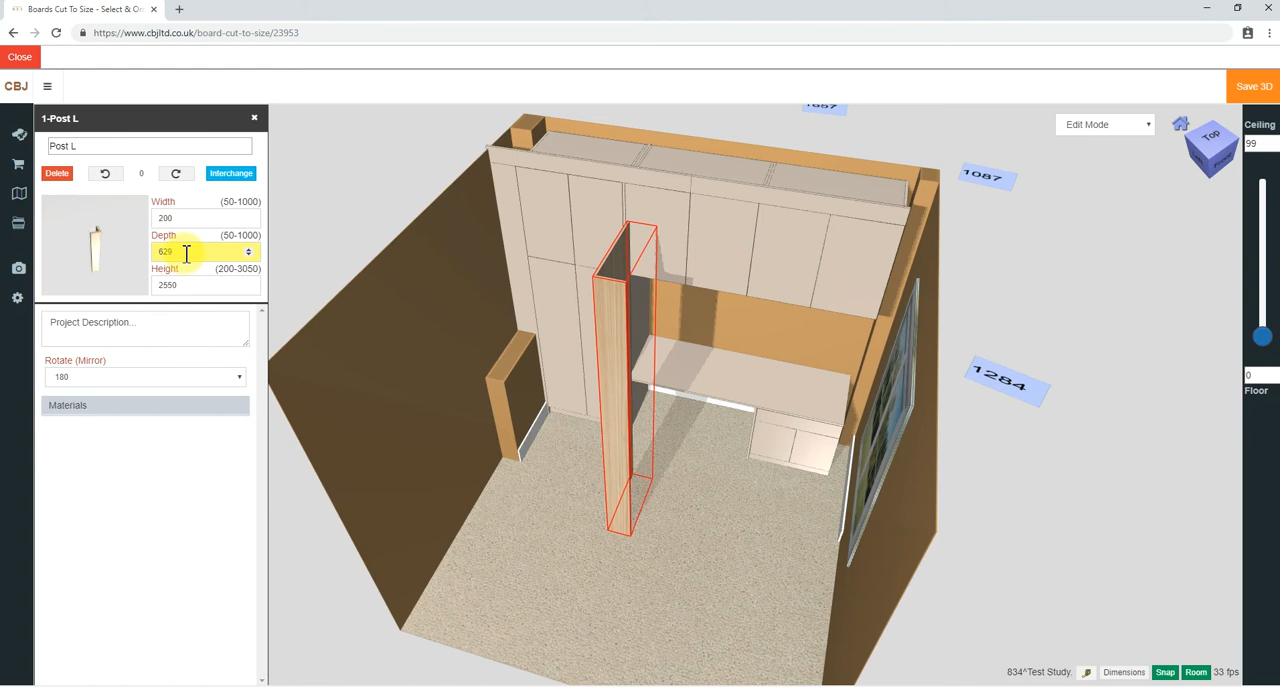 Boards Cut To Size - Select & Or
https://www.cbjltd.co.uk/board-cut-to-size/23953
Close
CBJ
Save 3D
1-Post L
Post L
Delete
0
Interchange
Width (50-1000)
200
Depth (50-1000)
629
Height (200-3050)
2550
Project Description...
Rotate (Mirror)
180
Materials
1087
1284
Edit Mode
Top
Ceiling
99
0
Floor
834^Test Study.
Dimensions
Snap
Room
33 fps